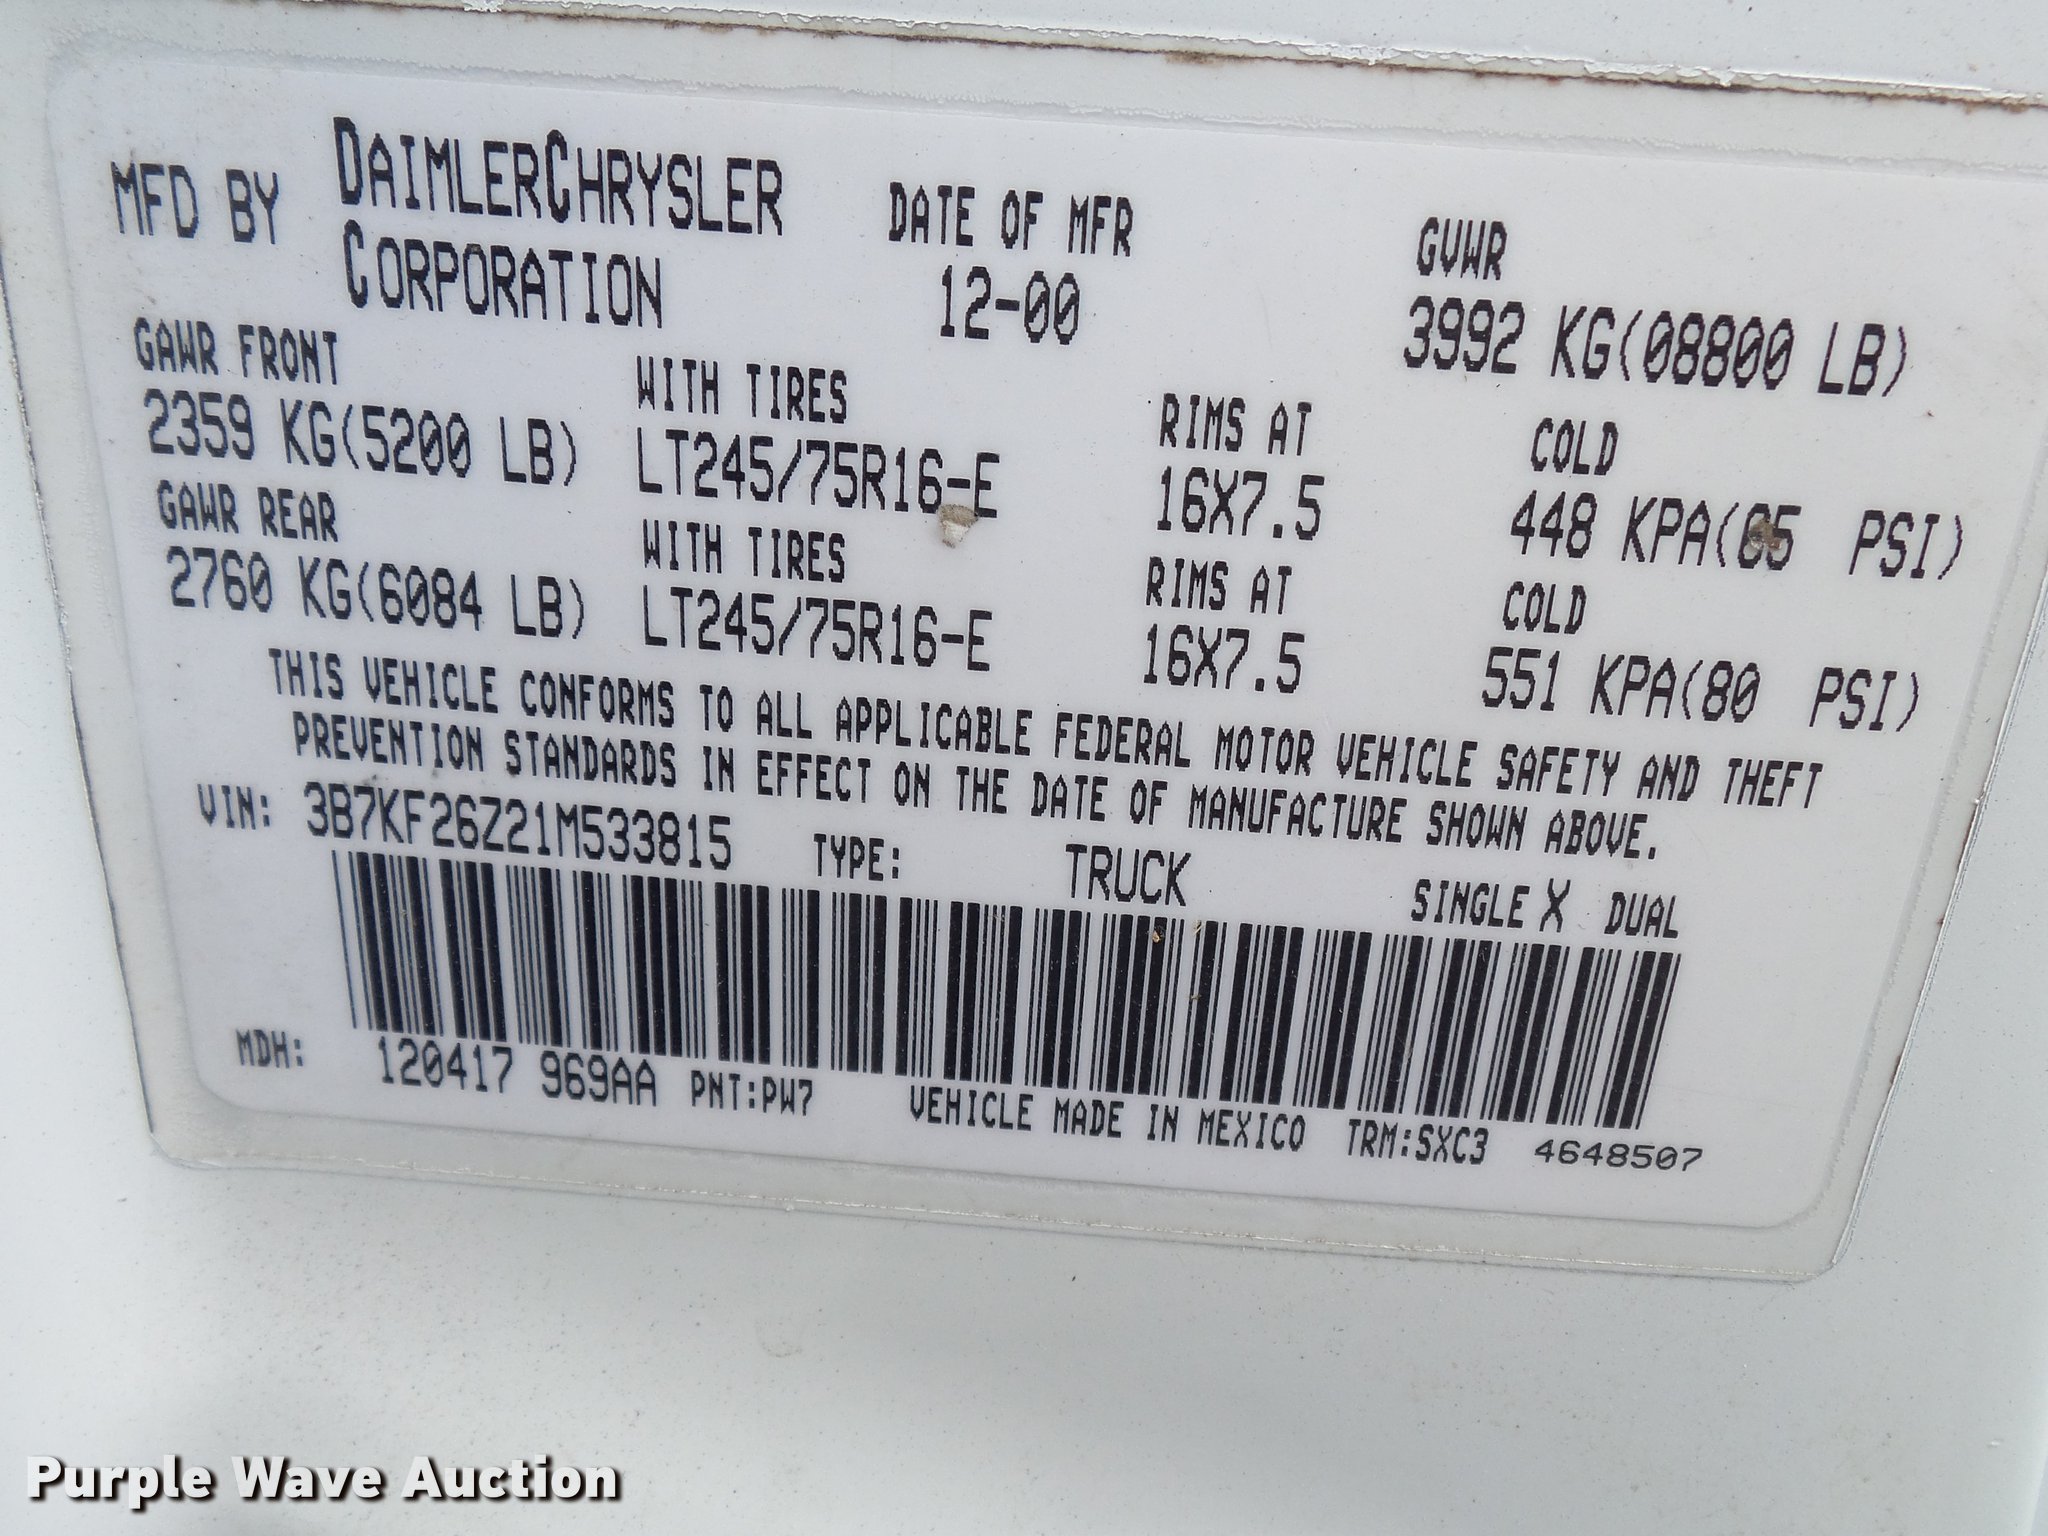 MFD BY DAIMLERCHRYSLER CORPORATION
DATE OF MFR
12-00
GVWR
3992 KG(08800 LB)
GAWR FRONT WITH TIRES RIMS AT COLD
2359 KG(5200 LB) LT245/75R16-E 16X7.5 448 KPA(65 PSI)
GAWR REAR WITH TIRES RIMS AT COLD
2760 KG(6084 LB) LT245/75R16-E 16X7.5 551 KPA(80 PSI)
THIS VEHICLE CONFORMS TO ALL APPLICABLE FEDERAL MOTOR VEHICLE SAFETY AND THEFT
PREVENTION STANDARDS IN EFFECT ON THE DATE OF MANUFACTURE SHOWN ABOVE.
VIN: 3B7KF26Z21M533815 TYPE: TRUCK SINGLE X DUAL
MDH: 120417 969AA PNT:PW7 VEHICLE MADE IN MEXICO TRM:SXC3 4648507
Purple Wave Auction